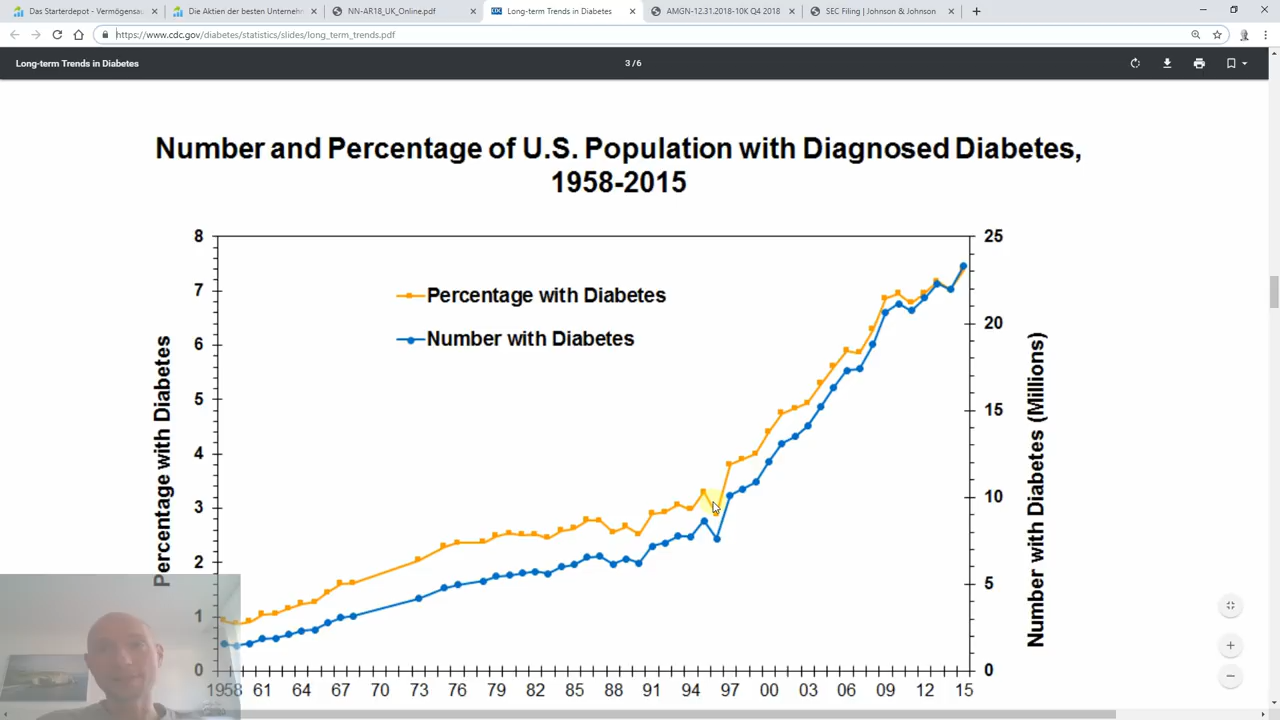 Das Starterdepot - Vermögensau
Die Aktien der besten Unternehm
NN-AR18_UK_Online.pdf
Long-term Trends in Diabetes
AMGN-12.31.2018-10K Q4 2018
SEC Filing | Johnson & Johnson
https://www.cdc.gov/diabetes/statistics/slides/long_term_trends.pdf
Long-term Trends in Diabetes
3 / 6
Number and Percentage of U.S. Population with Diagnosed Diabetes,
1958-2015
Percentage with Diabetes
8
7
6
5
4
3
2
1
0
Percentage with Diabetes
Number with Diabetes
25
20
15
10
5
0
Number with Diabetes (Millions)
1958 61 64 67 70 73 76 79 82 85 88 91 94 97 00 03 06 09 12 15